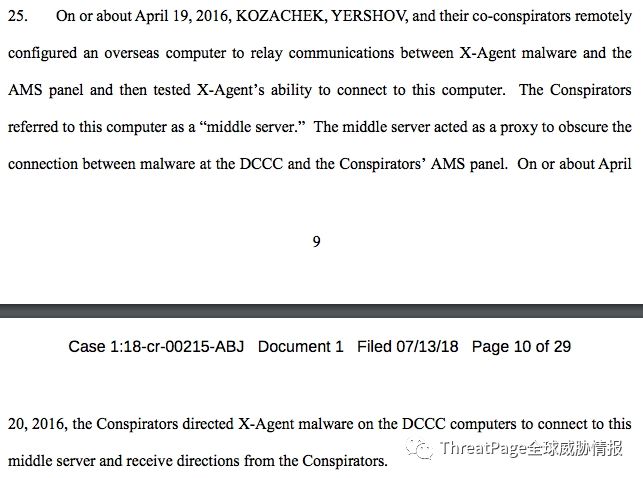 25. On or about April 19, 2016, KOZACHEK, YERSHOV, and their co-conspirators remotely
configured an overseas computer to relay communications between X-Agent malware and the
AMS panel and then tested X-Agent’s ability to connect to this computer. The Conspirators
referred to this computer as a “middle server.” The middle server acted as a proxy to obscure the
connection between malware at the DCCC and the Conspirators’ AMS panel. On or about April
9
Case 1:18-cr-00215-ABJ Document 1 Filed 07/13/18 Page 10 of 29
20, 2016, the Conspirators directed X-Agent malware on the DCCC computers to connect to this
middle server and receive directions from the Conspirators.
ThreatPage全球威胁情报